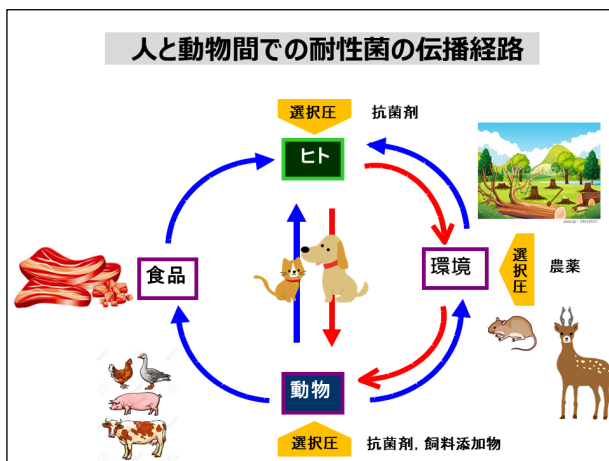 人と動物間での耐性菌の伝播経路
選択圧 抗菌剤
ヒト
食品
環境
選択圧
農薬
動物
選択圧 抗菌剤，飼料添加物